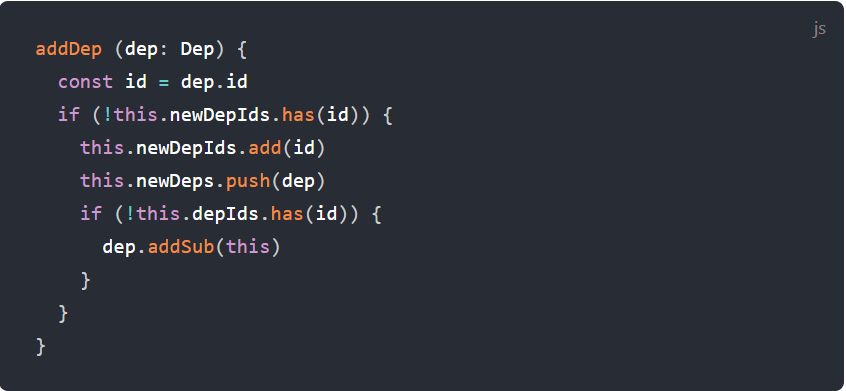 js
addDep (dep: Dep) {
  const id = dep.id
  if (!this.newDepIds.has(id)) {
    this.newDepIds.add(id)
    this.newDeps.push(dep)
    if (!this.depIds.has(id)) {
      dep.addSub(this)
    }
  }
}